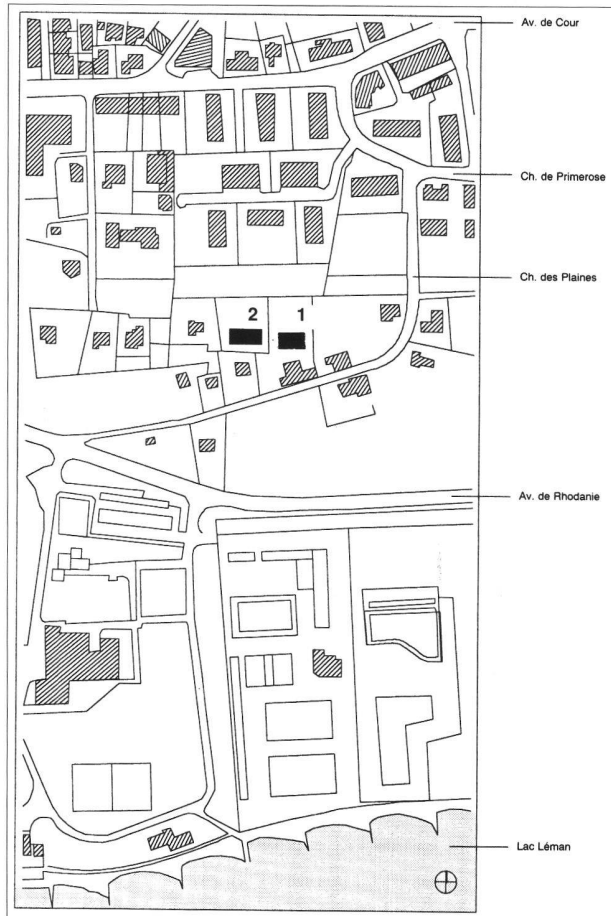 Av. de Cour
Ch. de Primerose
Ch. des Plaines
2 1
Av. de Rhodanie
Lac Léman